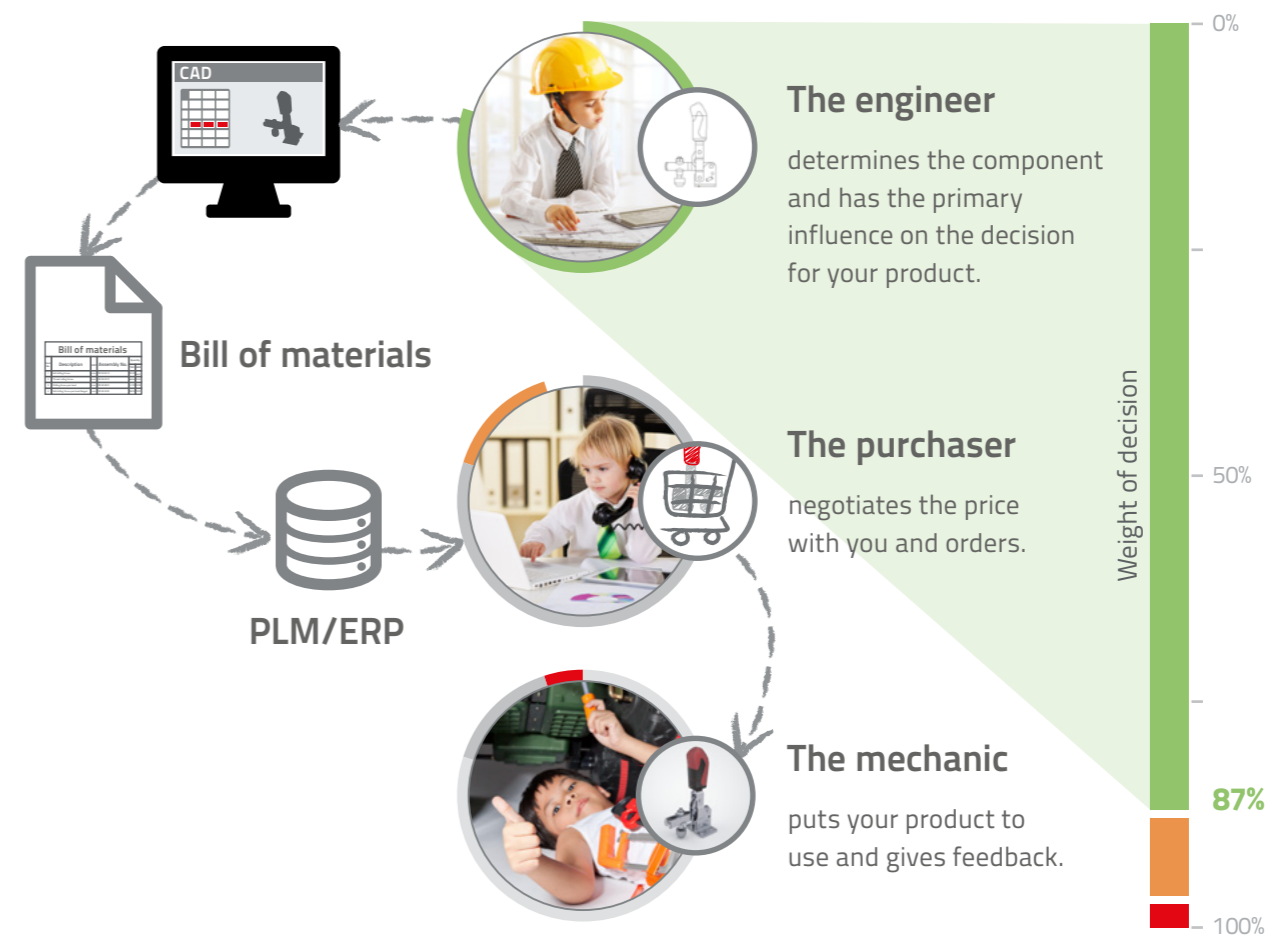 CAD
The engineer
determines the component
and has the primary
influence on the decision
for your product.
Bill of materials
Description
Assembly No.
Bill of materials
The purchaser
negotiates the price
with you and orders.
PLM/ERP
The mechanic
puts your product to
use and gives feedback.
Weight of decision
0%
50%
87%
100%